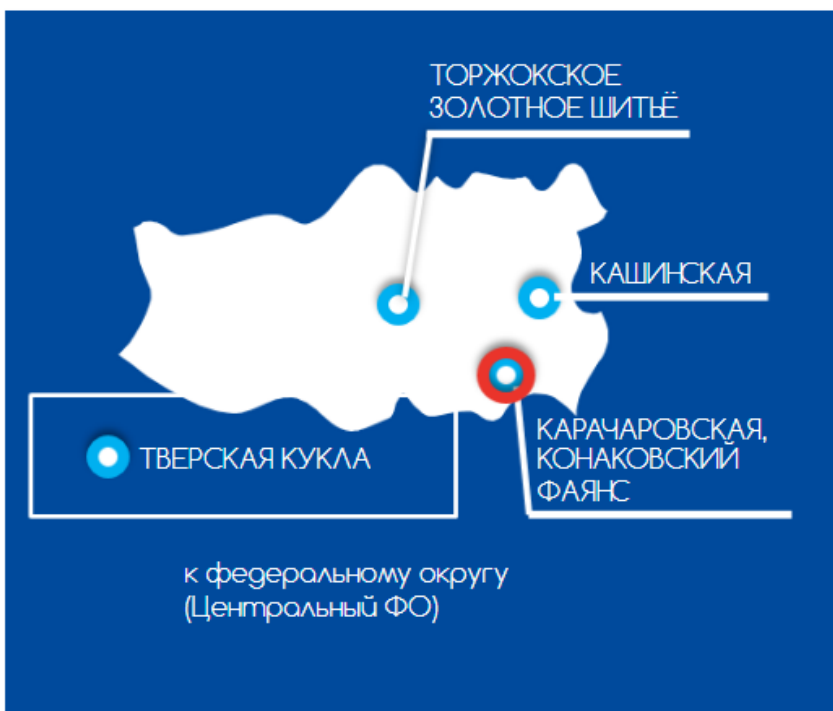 ТОРЖОКСКОЕ
ЗОЛОТНОЕ ШИТЬЁ
КАШИНСКАЯ
КАРАЧАРОВСКАЯ,
КОНАКОВСКИЙ
ФАЯНС
ТВЕРСКАЯ КУКЛА
к федеральному округу
(Центральный ФО)